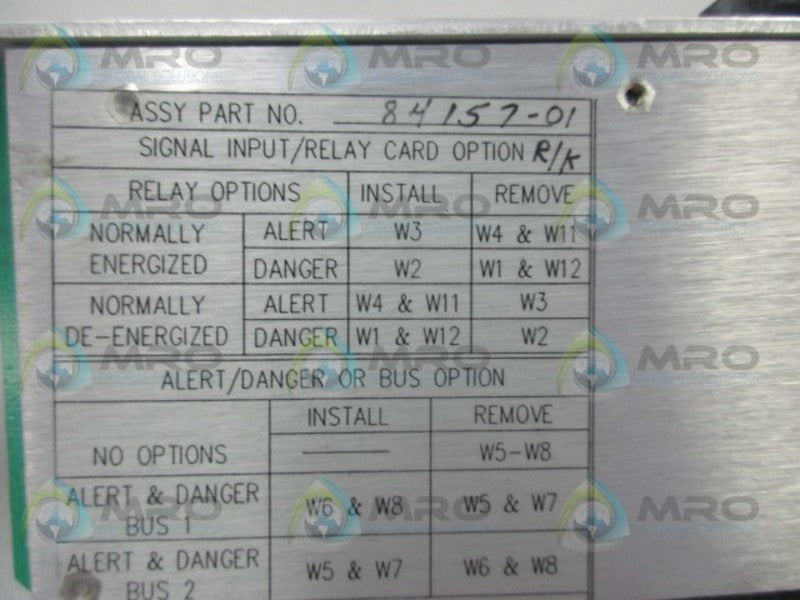 ASSY PART NO. 84157-01
SIGNAL INPUT/RELAY CARD OPTION R/K
RELAY OPTIONS INSTALL REMOVE
NORMALLY ENERGIZED ALERT W3 W4 & W11
DANGER W2 W1 & W12
NORMALLY DE-ENERGIZED ALERT W4 & W11 W3
DANGER W1 & W12 W2
ALERT/DANGER OR BUS OPTION
INSTALL REMOVE
NO OPTIONS W5-W8
ALERT & DANGER BUS 1 W6 & W8 W5 & W7
ALERT & DANGER BUS 2 W5 & W7 W6 & W8
MRO
GLOBAL SOLUTIONS